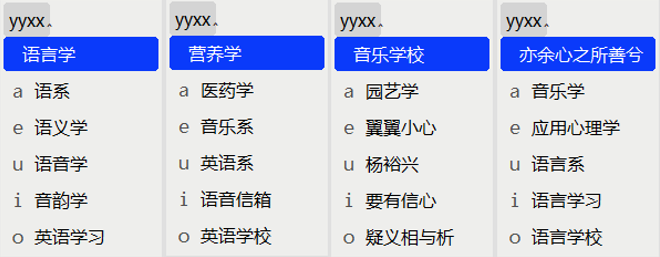 yyxx‸
语言学
a 语系
e 语义学
u 语音学
i 音韵学
o 英语学习
yyxx‸
营养学
a 医药学
e 音乐系
u 英语系
i 语音信箱
o 英语学校
yyxx‸
音乐学校
a 园艺学
e 翼翼小心
u 杨裕兴
i 要有信心
o 疑义相与析
yyxx‸
亦余心之所善兮
a 音乐学
e 应用心理学
u 语言系
i 语言学习
o 语言学校